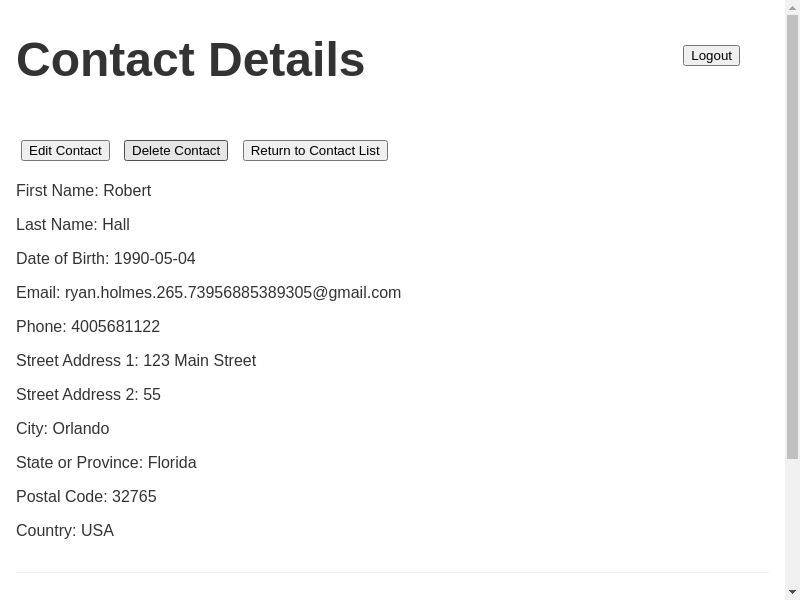 Contact Details
Logout
Edit Contact Delete Contact Return to Contact List
First Name: Robert
Last Name: Hall
Date of Birth: 1990-05-04
Email: ryan.holmes.265.73956885389305@gmail.com
Phone: 4005681122
Street Address 1: 123 Main Street
Street Address 2: 55
City: Orlando
State or Province: Florida
Postal Code: 32765
Country: USA